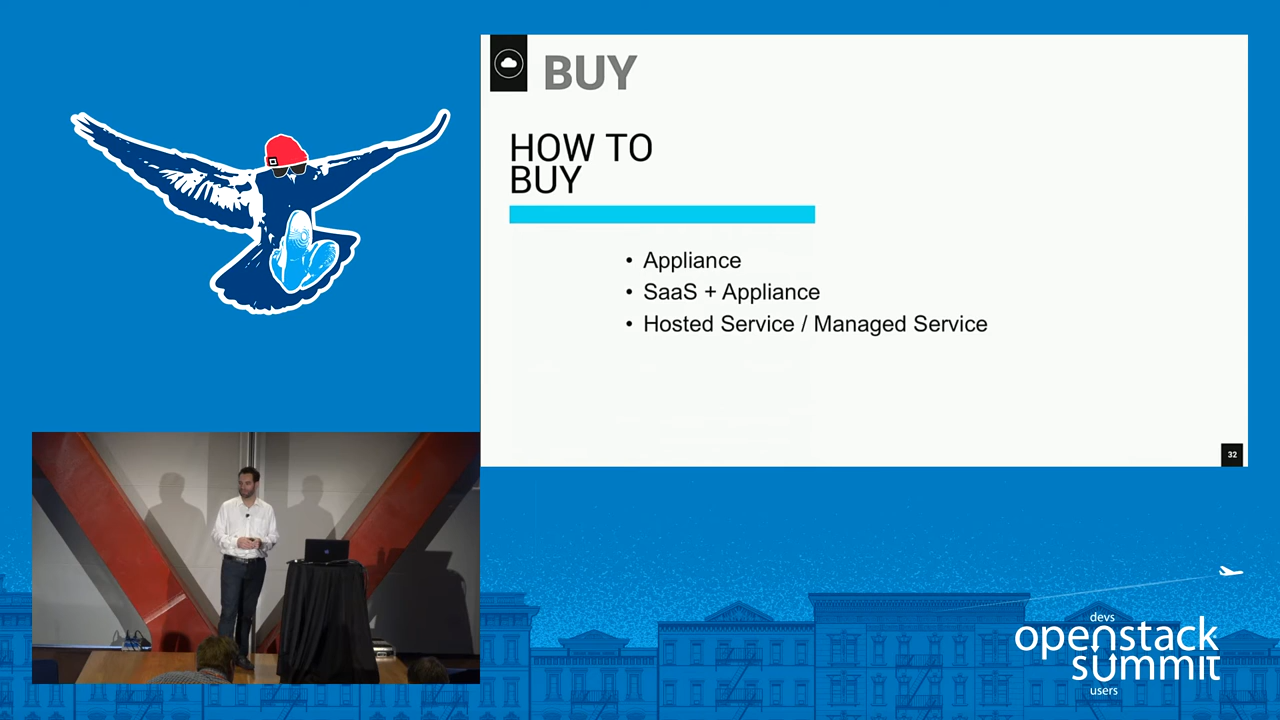 BUY
HOW TO
BUY
• Appliance
• SaaS + Appliance
• Hosted Service / Managed Service
32
devs
openstack
summit
users